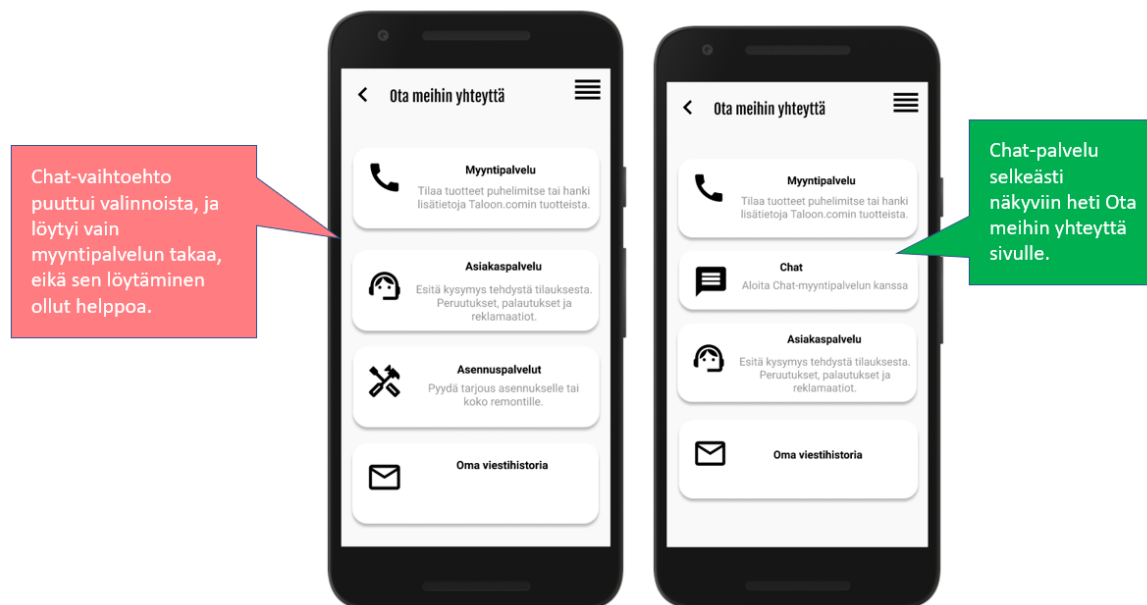 Chat-vaihtoehto
puuttui valinnoista, ja
löytyi vain
myyntipalvelun takaa,
eikä sen löytäminen
ollut helppoa.
Ota meihin yhteyttä
Myyntipalvelu
Tilaa tuotteet puhelimitse tai hanki
lisätietoja Taloon.comin tuotteista.
Asiakaspalvelu
Esitä kysymys tehdystä tilauksesta.
Peruutukset, palautukset ja
reklamaatiot.
Asennuspalvelut
Pyydä tarjous asennukselle tai
koko remontille.
Oma viestihistoria
Ota meihin yhteyttä
Myyntipalvelu
Tilaa tuotteet puhelimitse tai hanki
lisätietoja Taloon.comin tuotteista.
Chat
Aloita Chat-myyntipalvelun kanssa
Asiakaspalvelu
Esitä kysymys tehdystä tilauksesta.
Peruutukset, palautukset ja
reklamaatiot.
Oma viestihistoria
Chat-palvelu
selkeästi
näkyviin heti Ota
meihin yhteyttä
sivulle.